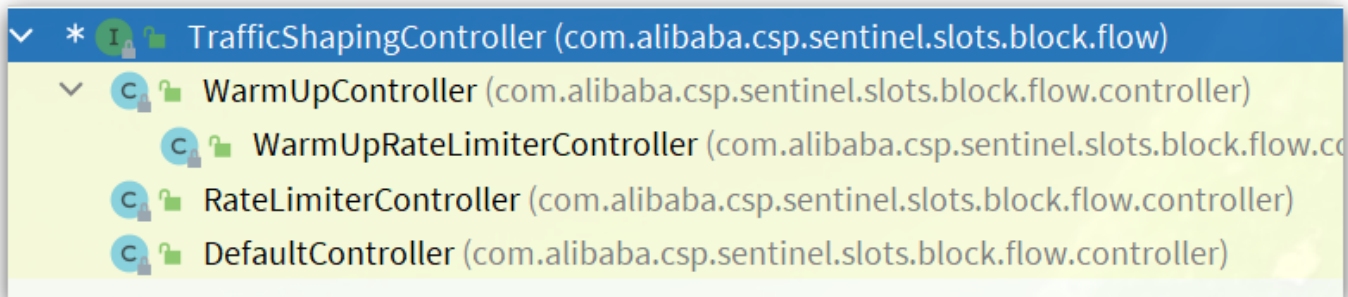 * I TrafficShapingController (com.alibaba.csp.sentinel.slots.block.flow)
C WarmUpController (com.alibaba.csp.sentinel.slots.block.flow.controller)
C WarmUpRateLimiterController (com.alibaba.csp.sentinel.slots.block.flow.co
C RateLimiterController (com.alibaba.csp.sentinel.slots.block.flow.controller)
C DefaultController (com.alibaba.csp.sentinel.slots.block.flow.controller)